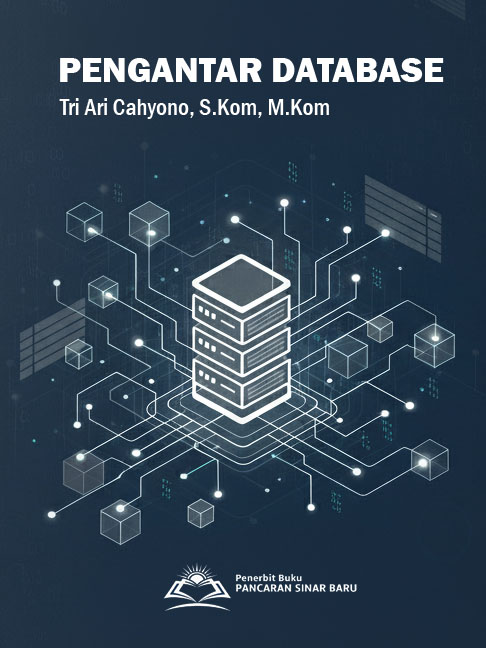 PENGANTAR DATABASE
Tri Ari Cahyono, S.Kom, M.Kom
Penerbit Buku
PANCARAN SINAR BARU